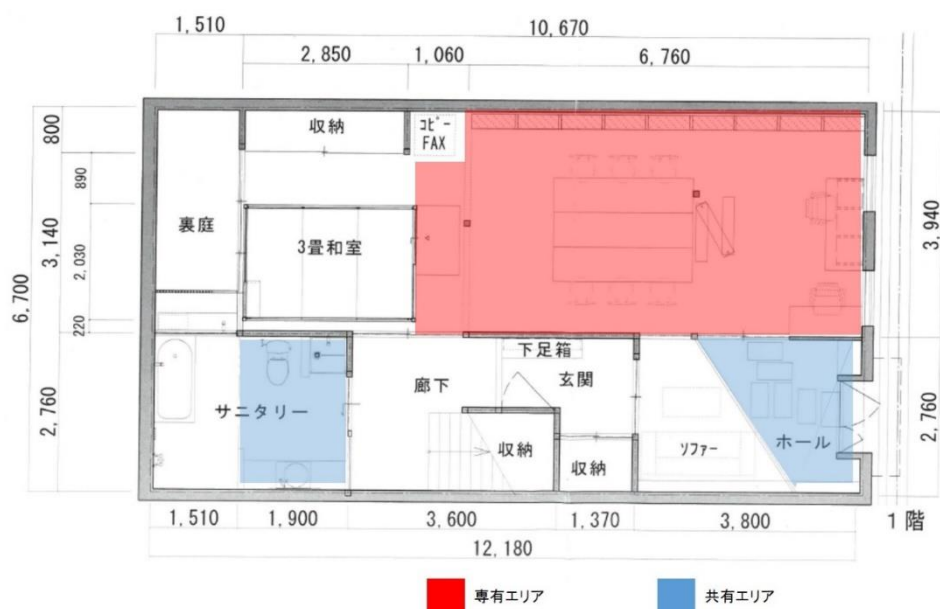 1,510
10,670
2,850
1,060
6,760
800
890
3,140
2,030
220
6,700
2,760
収納
コピー
FAX
裏庭
3畳和室
3,940
下足箱
玄関
廊下
サニタリー
収納
収納
ソファー
ホール
2,760
1,510
1,900
3,600
1,370
3,800
1階
12,180
専有エリア
共有エリア